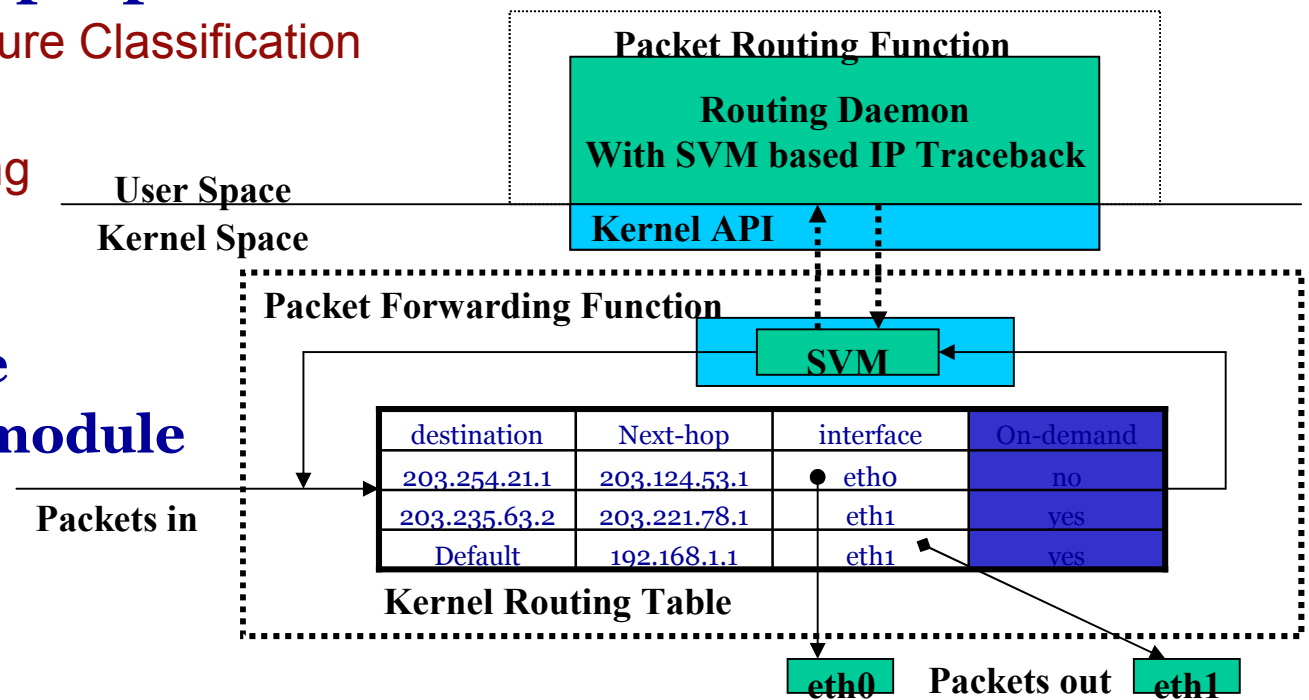 ure Classification
Packet Routing Function
Routing Daemon
With SVM based IP Traceback
User Space
Kernel Space
Kernel API
Packet Forwarding Function
SVM
module
destination Next-hop interface On-demand
203.254.21.1 203.124.53.1 eth0 no
203.235.63.2 203.221.78.1 eth1 yes
Default 192.168.1.1 eth1 yes
Packets in
Kernel Routing Table
eth0 Packets out eth1